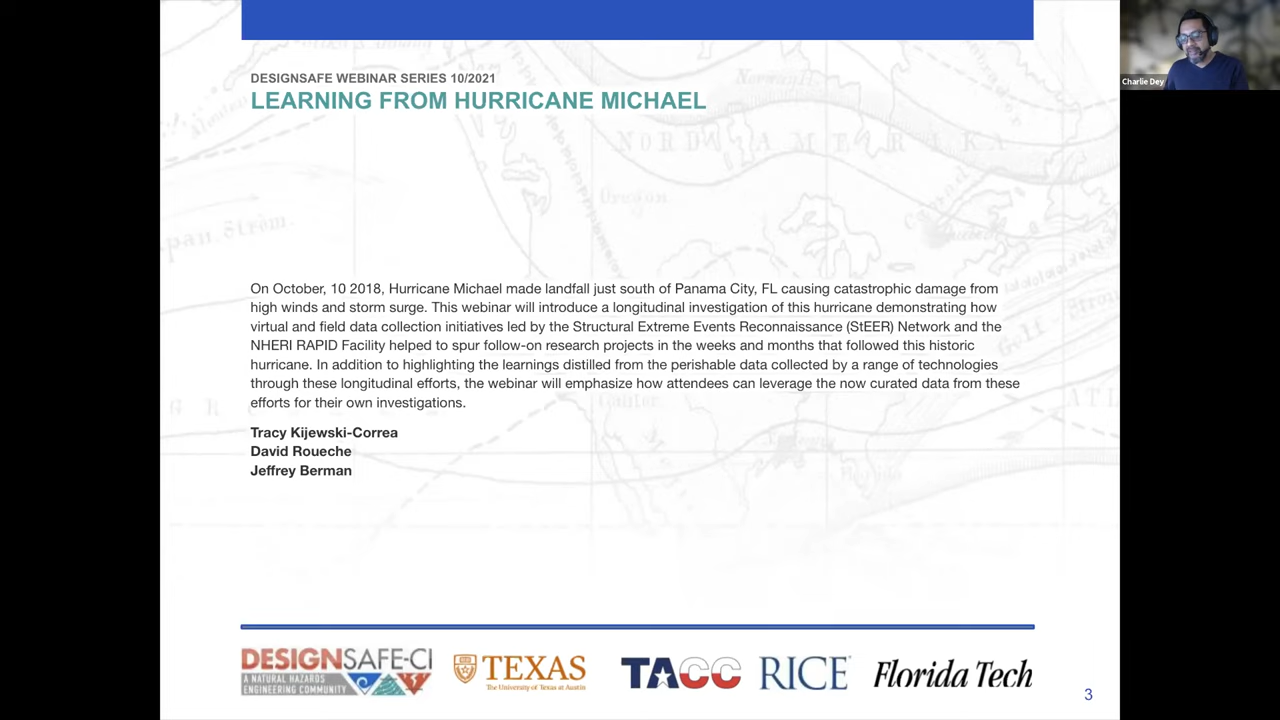 DESIGNSAFE WEBINAR SERIES 10/2021
LEARNING FROM HURRICANE MICHAEL
Charlie Dey
NORD AMERIKA
Oregon
pan. Ström.
On October, 10 2018, Hurricane Michael made landfall just south of Panama City, FL causing catastrophic damage from
high winds and storm surge. This webinar will introduce a longitudinal investigation of this hurricane demonstrating how
virtual and field data collection initiatives led by the Structural Extreme Events Reconnaissance (StEER) Network and the
NHERI RAPID Facility helped to spur follow-on research projects in the weeks and months that followed this historic
hurricane. In addition to highlighting the learnings distilled from the perishable data collected by a range of technologies
through these longitudinal efforts, the webinar will emphasize how attendees can leverage the now curated data from these
efforts for their own investigations.
Tracy Kijewski-Correa
David Roueche
Jeffrey Berman
DESIGNSAFE-CI
A NATURAL HAZARDS
ENGINEERING COMMUNITY
TEXAS
The University of Texas at Austin
TACC
RICE
Florida Tech
3